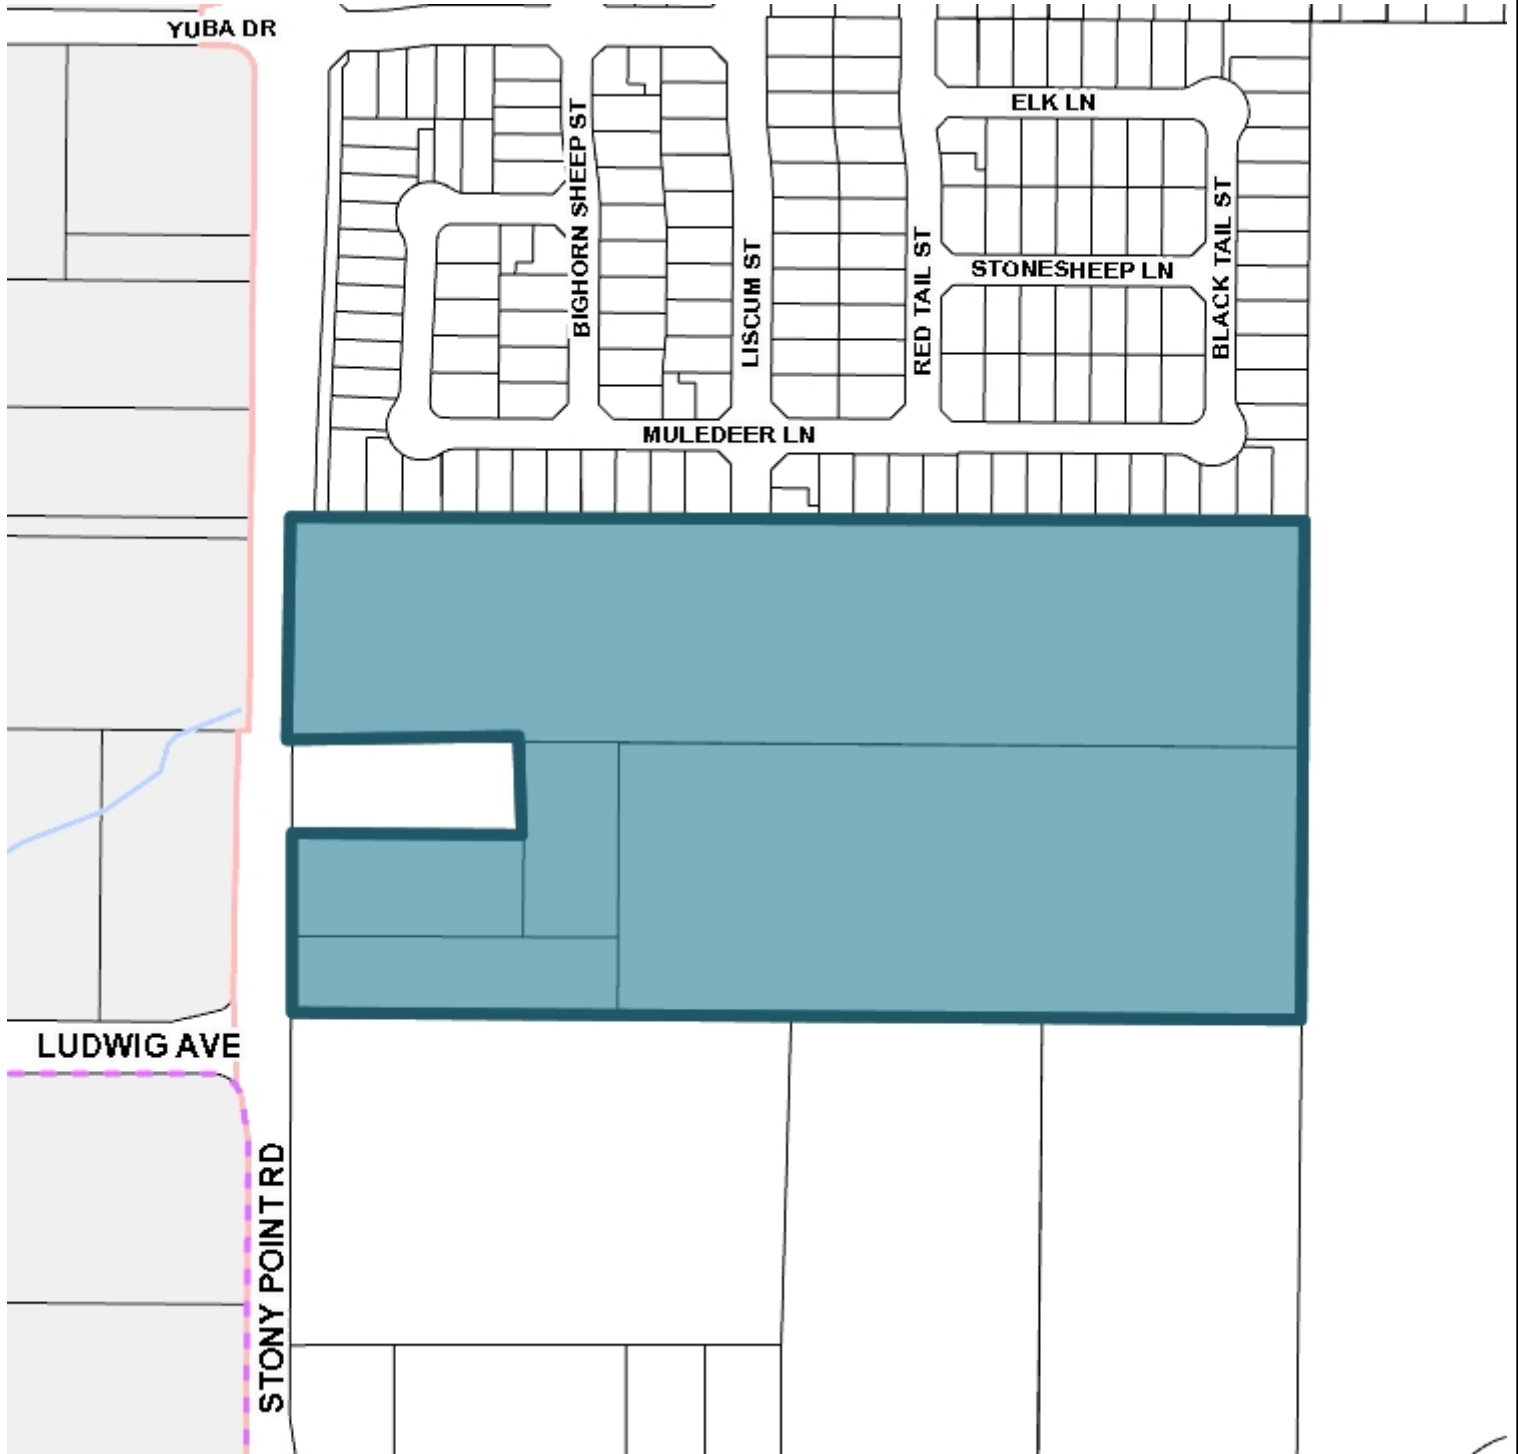 YUBA DR
ELK LN
BIGHORN SHEEP ST
LISCUM ST
RED TAIL ST
STONESHEEP LN
BLACK TAIL ST
MULEDEER LN
LUDWIG AVE
STONY POINT RD